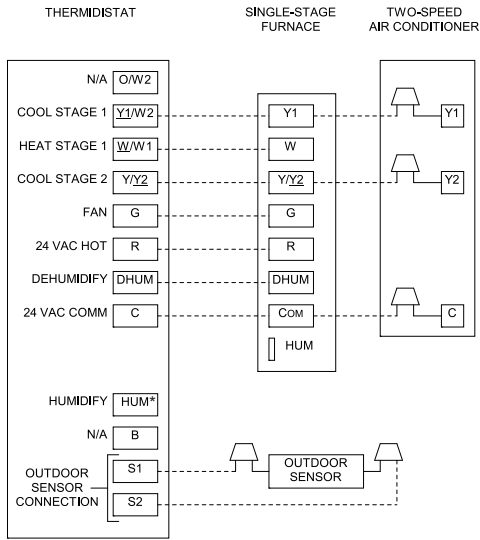 THERMIDISTAT
SINGLE-STAGE
FURNACE
TWO-SPEED
AIR CONDITIONER
N/A O/W2
COOL STAGE 1 Y1/W2 Y1 Y1
HEAT STAGE 1 W/W1 W
COOL STAGE 2 Y/Y2 Y/Y2 Y2
FAN G G
24 VAC HOT R R
DEHUMIDIFY DHUM DHUM
24 VAC COMM C COM C
HUM
HUMIDIFY HUM*
N/A B
OUTDOOR
SENSOR
CONNECTION
S1
S2
OUTDOOR
SENSOR